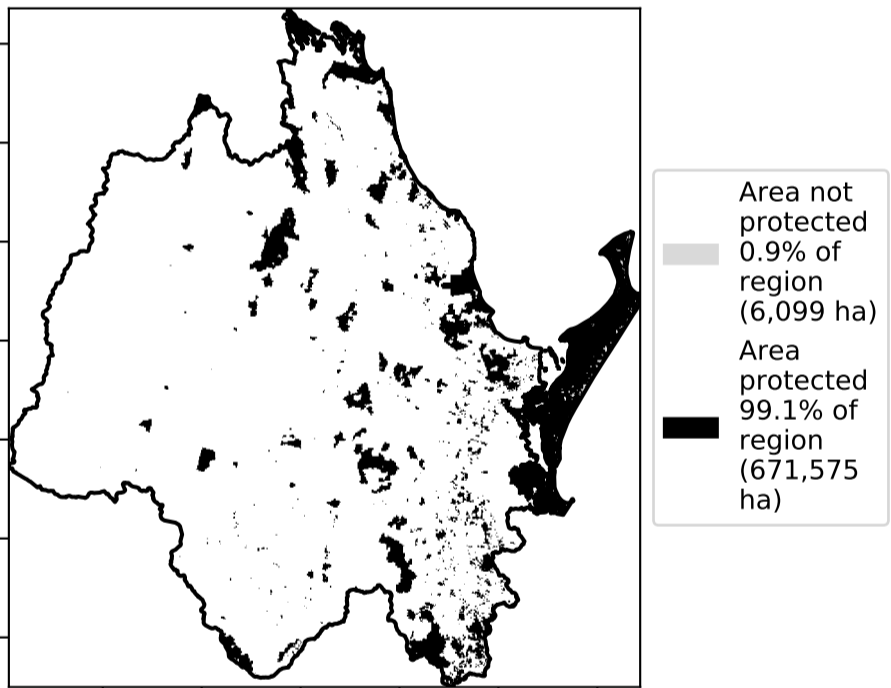 Area not
protected
0.9% of
region
(6,099 ha)
Area
protected
99.1% of
region
(671,575
ha)